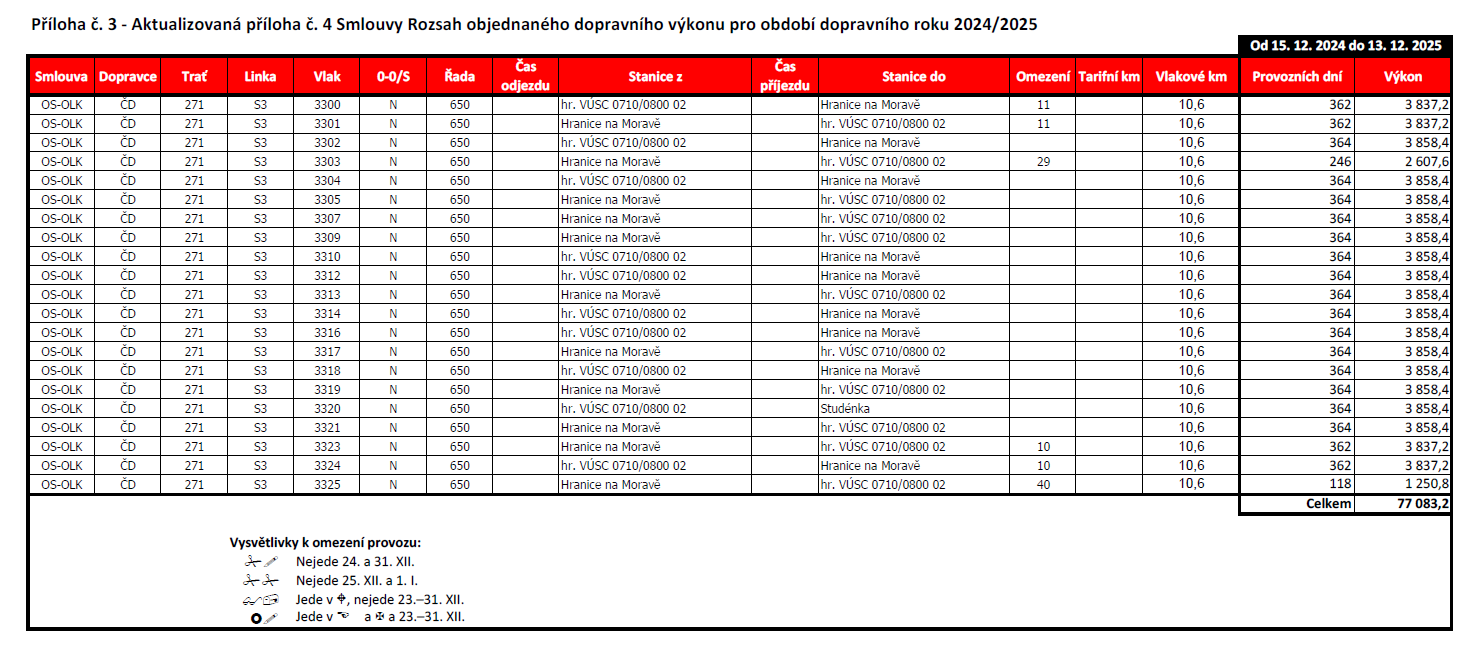 Příloha č. 3 - Aktualizovaná příloha č. 4 Smlouvy Rozsah objednaného dopravního výkonu pro období dopravního roku 2024/2025
Od 15. 12. 2024 do 13. 12. 2025
Smlouva Dopravce Trať Linka Vlak 0-0/S Řada Čas odjezdu Stanice z Čas příjezdu Stanice do Omezení Tarifní km Vlakové km Provozních dní Výkon
OS-OLK ČD 271 S3 3300 N 650 hr. VÚSC 0710/0800 02 Hranice na Moravě 11 10,6 362 3 837,2
OS-OLK ČD 271 S3 3301 N 650 Hranice na Moravě hr. VÚSC 0710/0800 02 11 10,6 362 3 837,2
OS-OLK ČD 271 S3 3302 N 650 hr. VÚSC 0710/0800 02 Hranice na Moravě 10,6 364 3 858,4
OS-OLK ČD 271 S3 3303 N 650 Hranice na Moravě hr. VÚSC 0710/0800 02 29 10,6 246 2 607,6
OS-OLK ČD 271 S3 3304 N 650 hr. VÚSC 0710/0800 02 Hranice na Moravě 10,6 364 3 858,4
OS-OLK ČD 271 S3 3305 N 650 Hranice na Moravě hr. VÚSC 0710/0800 02 10,6 364 3 858,4
OS-OLK ČD 271 S3 3307 N 650 Hranice na Moravě hr. VÚSC 0710/0800 02 10,6 364 3 858,4
OS-OLK ČD 271 S3 3309 N 650 Hranice na Moravě hr. VÚSC 0710/0800 02 10,6 364 3 858,4
OS-OLK ČD 271 S3 3310 N 650 hr. VÚSC 0710/0800 02 Hranice na Moravě 10,6 364 3 858,4
OS-OLK ČD 271 S3 3312 N 650 hr. VÚSC 0710/0800 02 Hranice na Moravě 10,6 364 3 858,4
OS-OLK ČD 271 S3 3313 N 650 Hranice na Moravě hr. VÚSC 0710/0800 02 10,6 364 3 858,4
OS-OLK ČD 271 S3 3314 N 650 hr. VÚSC 0710/0800 02 Hranice na Moravě 10,6 364 3 858,4
OS-OLK ČD 271 S3 3316 N 650 hr. VÚSC 0710/0800 02 Hranice na Moravě 10,6 364 3 858,4
OS-OLK ČD 271 S3 3317 N 650 Hranice na Moravě hr. VÚSC 0710/0800 02 10,6 364 3 858,4
OS-OLK ČD 271 S3 3318 N 650 hr. VÚSC 0710/0800 02 Hranice na Moravě 10,6 364 3 858,4
OS-OLK ČD 271 S3 3319 N 650 Hranice na Moravě hr. VÚSC 0710/0800 02 10,6 364 3 858,4
OS-OLK ČD 271 S3 3320 N 650 hr. VÚSC 0710/0800 02 Studénka 10,6 364 3 858,4
OS-OLK ČD 271 S3 3321 N 650 Hranice na Moravě hr. VÚSC 0710/0800 02 10,6 364 3 858,4
OS-OLK ČD 271 S3 3323 N 650 Hranice na Moravě hr. VÚSC 0710/0800 02 10 10,6 362 3 837,2
OS-OLK ČD 271 S3 3324 N 650 hr. VÚSC 0710/0800 02 Hranice na Moravě 10 10,6 362 3 837,2
OS-OLK ČD 271 S3 3325 N 650 Hranice na Moravě hr. VÚSC 0710/0800 02 40 10,6 118 1 250,8
Celkem 77 083,2
Vysvětlivky k omezení provozu:
Nejede 24. a 31. XII.
Nejede 25. XII. a 1. I.
Jede v ✧, nejede 23.–31. XII.
Jede v ☜ a ✠ a 23.–31. XII.